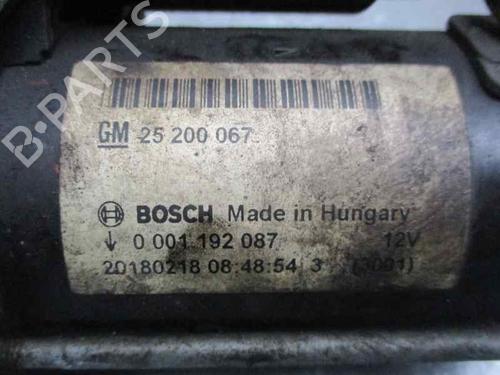 GM 25 200 067
BOSCH Made in Hungary
0 001 192 087 12V
20180218 08:48:54 3 (3001)
B-PARTS